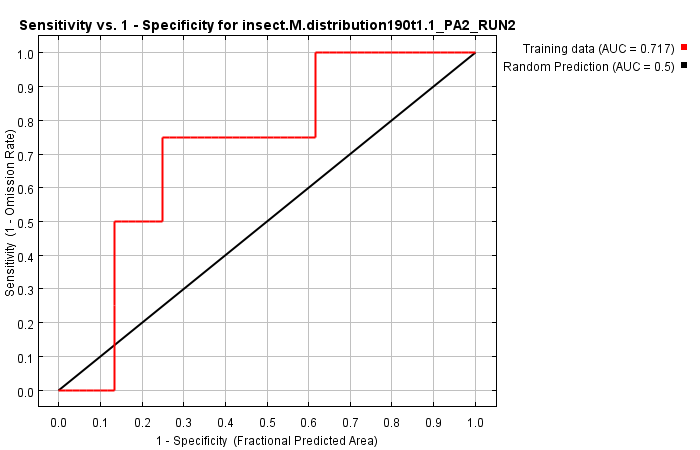 Sensitivity vs. 1 - Specificity for insect.M.distribution190t1.1_PA2_RUN2
Training data (AUC = 0.717)
Random Prediction (AUC = 0.5)
Sensitivity (1 - Omission Rate)
1.0
0.9
0.8
0.7
0.6
0.5
0.4
0.3
0.2
0.1
0.0
0.0 0.1 0.2 0.3 0.4 0.5 0.6 0.7 0.8 0.9 1.0
1 - Specificity (Fractional Predicted Area)